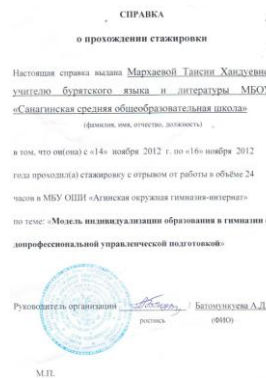 СПРАВКА
о прохождении стажировки
Настоящая справка выдана Мархаевой Таисии Хандуевне
учителю бурятского языка и литературы МБОУ
«Санагинская средняя общеобразовательная школа»
(фамилия, имя, отчество, должность)
в том, что он(она) с «14» ноября 2012 г. по «16» ноября 2012
года проходил(а) стажировку с отрывом от работы в объёме 24
часов в МБУ ОШИ «Агинская окружная гимназия-интернат»
по теме: «Модель индивидуализации образования в гимназии с
допрофессиональной управленческой подготовкой»
Руководитель организации / Батомункуева А.Д.
роспись (ФИО)
М.П.